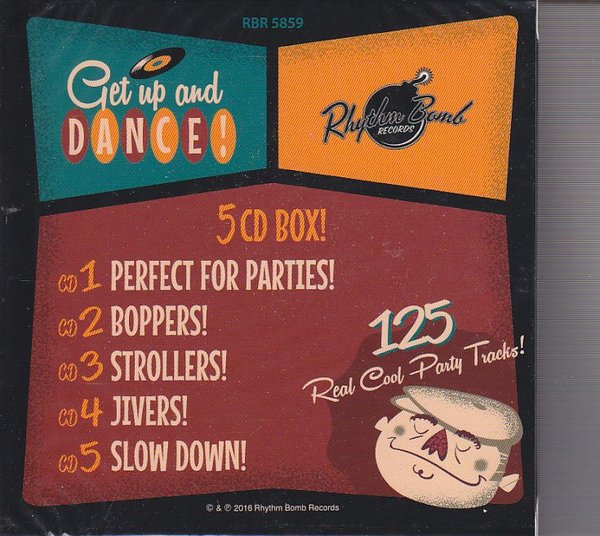 RBR 5859
Get up and
DANCE!
Rhythm Bomb
RECORDS
5 CD BOX!
CD 1 PERFECT FOR PARTIES!
CD 2 BOPPERS!
CD 3 STROLLERS!
CD 4 JIVERS!
CD 5 SLOW DOWN!
125
Real Cool Party Tracks!
© & ℗ 2016 Rhythm Bomb Records